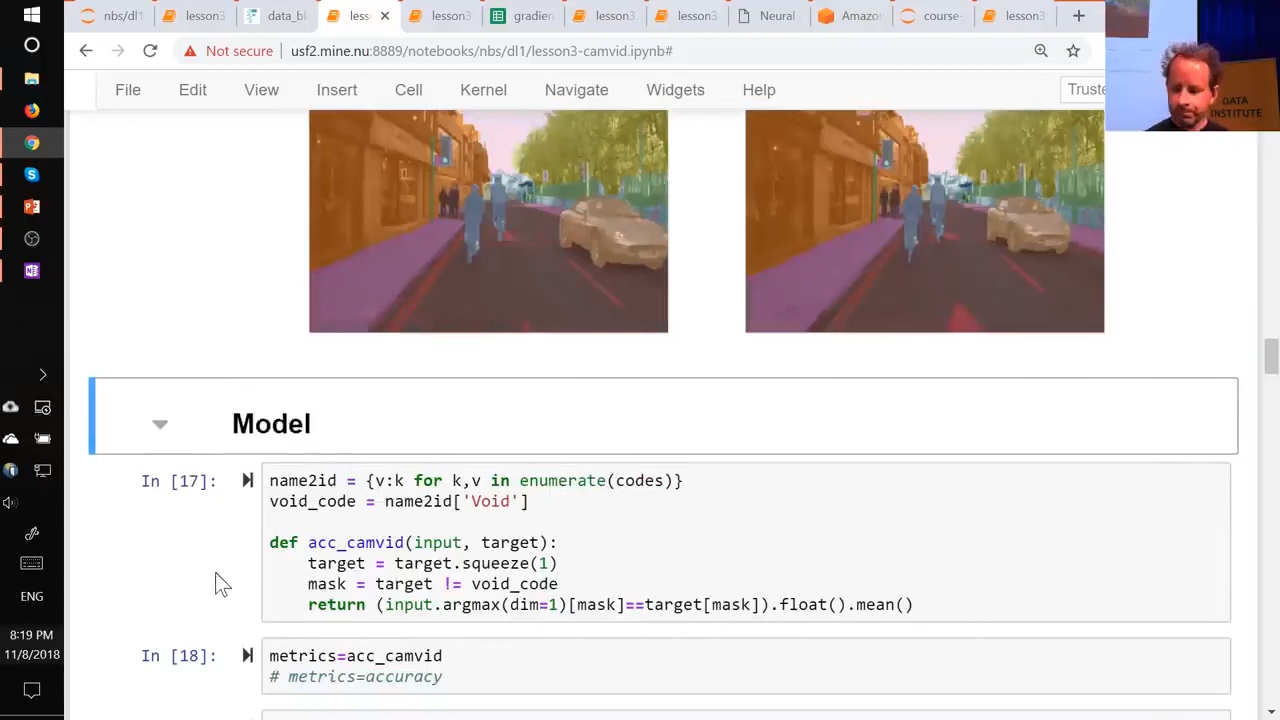 nbs/dl1
lesson3
data_bl
less
lesson3
gradien
lesson3
lesson3
Neural
Amazor
course-
lesson3
Not secure
usf2.mine.nu:8889/notebooks/nbs/dl1/lesson3-camvid.ipynb#
File Edit View Insert Cell Kernel Navigate Widgets Help
Truste
DATA
INSTITUTE
Model
In [17]:
name2id = {v:k for k,v in enumerate(codes)}
void_code = name2id['Void']
def acc_camvid(input, target):
target = target.squeeze(1)
mask = target != void_code
return (input.argmax(dim=1)[mask]==target[mask]).float().mean()
In [18]:
metrics=acc_camvid
# metrics=accuracy
ENG
8:19 PM
11/8/2018